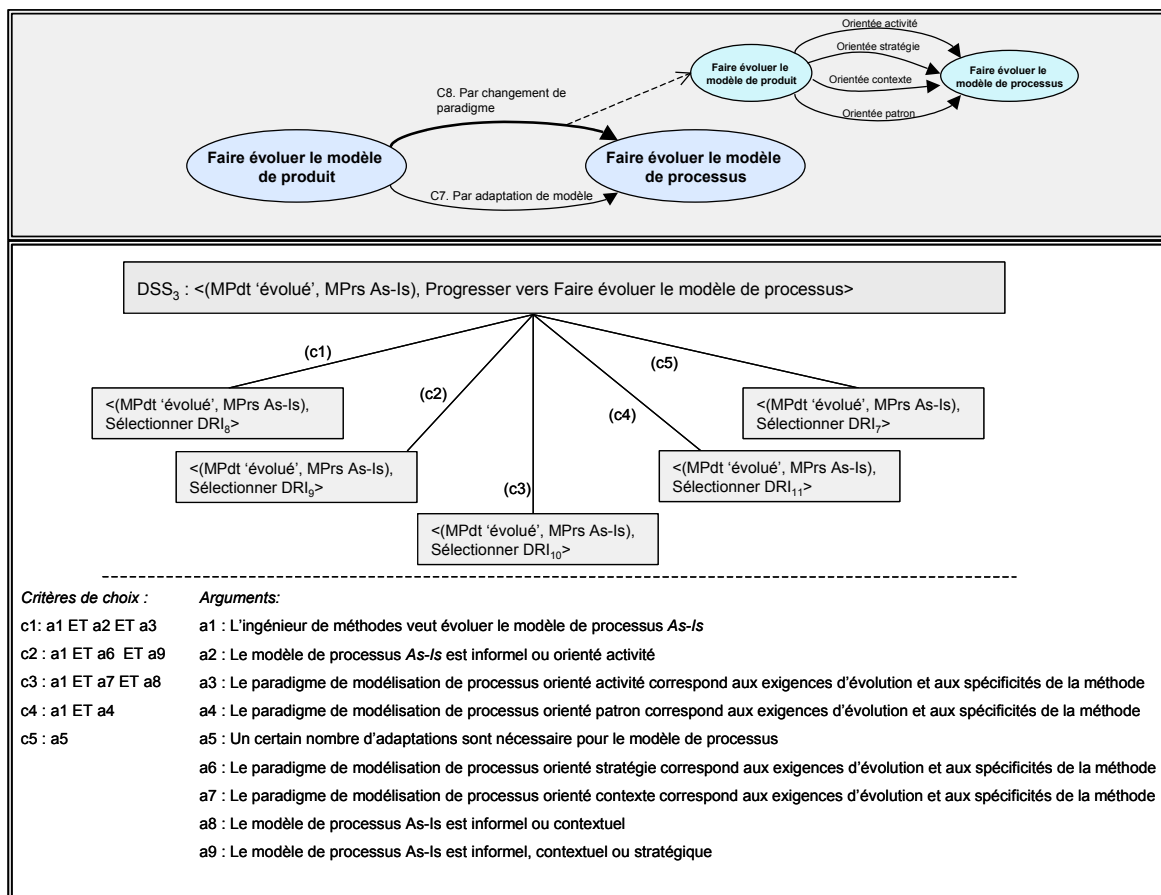 Orientée activité
Orientée stratégie
Orientée contexte
Orientée patron
Faire évoluer le
modèle de produit
Faire évoluer le
modèle de processus
C8. Par changement de
paradigme
Faire évoluer le modèle
de produit
Faire évoluer le modèle
de processus
C7. Par adaptation de modèle
DSS3 : <(MPdt ‘évolué’, MPrs As-Is), Progresser vers Faire évoluer le modèle de processus>
(c1)
(c2)
(c3)
(c4)
(c5)
<(MPdt ‘évolué’, MPrs As-Is),
Sélectionner DRI8>
<(MPdt ‘évolué’, MPrs As-Is),
Sélectionner DRI9>
<(MPdt ‘évolué’, MPrs As-Is),
Sélectionner DRI10>
<(MPdt ‘évolué’, MPrs As-Is),
Sélectionner DRI11>
<(MPdt ‘évolué’, MPrs As-Is),
Sélectionner DRI7>
Critères de choix :
c1: a1 ET a2 ET a3
c2 : a1 ET a6 ET a9
c3 : a1 ET a7 ET a8
c4 : a1 ET a4
c5 : a5
Arguments:
a1 : L’ingénieur de méthodes veut évoluer le modèle de processus As-Is
a2 : Le modèle de processus As-Is est informel ou orienté activité
a3 : Le paradigme de modélisation de processus orienté activité correspond aux exigences d’évolution et aux spécificités de la méthode
a4 : Le paradigme de modélisation de processus orienté patron correspond aux exigences d’évolution et aux spécificités de la méthode
a5 : Un certain nombre d’adaptations sont nécessaire pour le modèle de processus
a6 : Le paradigme de modélisation de processus orienté stratégie correspond aux exigences d’évolution et aux spécificités de la méthode
a7 : Le paradigme de modélisation de processus orienté contexte correspond aux exigences d’évolution et aux spécificités de la méthode
a8 : Le modèle de processus As-Is est informel ou contextuel
a9 : Le modèle de processus As-Is est informel, contextuel ou stratégique